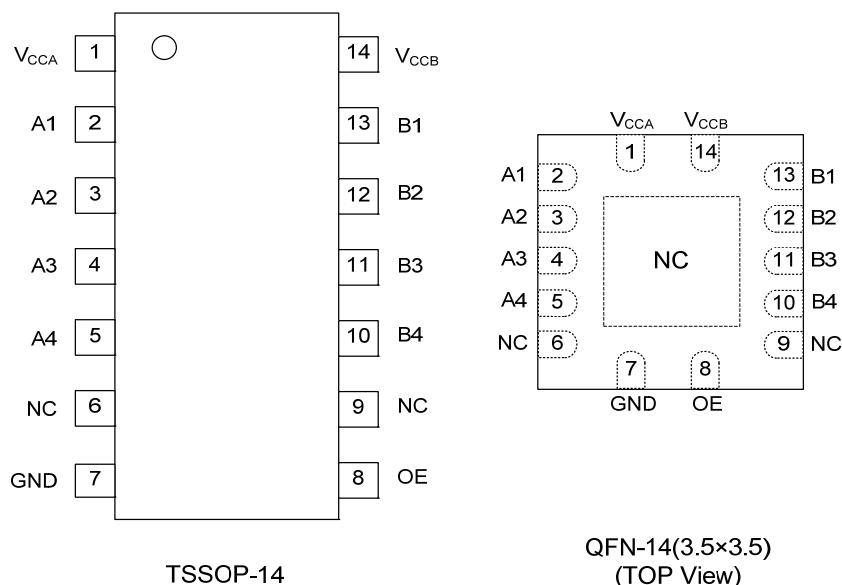 VCCA 1 14 VCCB
A1 2 13 B1
A2 3 12 B2
A3 4 11 B3
A4 5 10 B4
NC 6 9 NC
GND 7 8 OE
TSSOP-14
VCCA VCCB
1 14
A1 2 13 B1
A2 3 12 B2
A3 4 NC 11 B3
A4 5 10 B4
NC 6 9 NC
7 8
GND OE
QFN-14(3.5×3.5)
(TOP View)